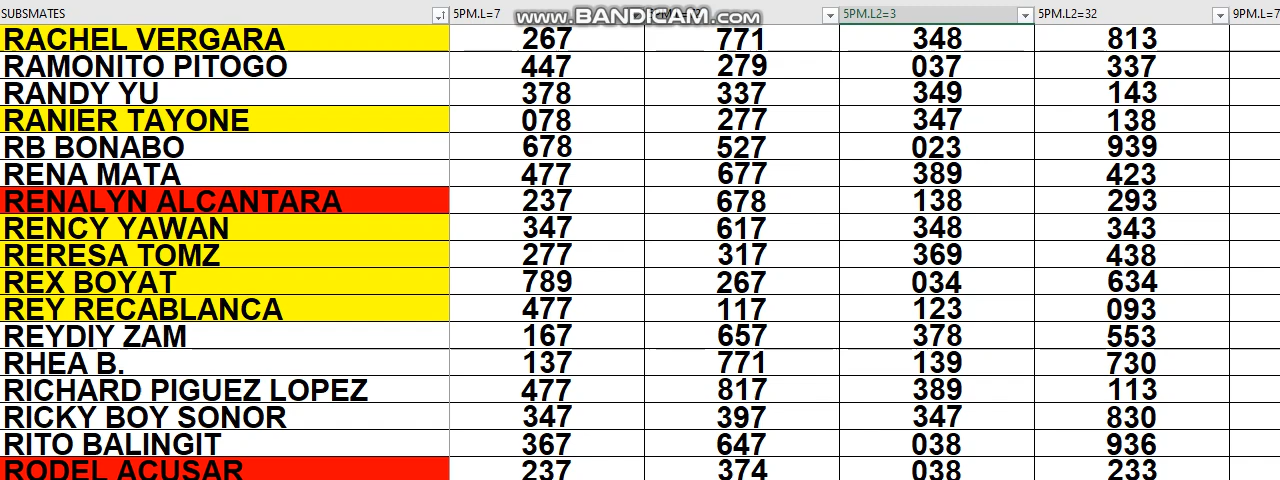 SUBSMATES 5PM.L=7 www.BANDICAM.com 5PM.L2=3 5PM.L2=32 9PM.L=7
RACHEL VERGARA 267 771 348 813
RAMONITO PITOGO 447 279 037 337
RANDY YU 378 337 349 143
RANIER TAYONE 078 277 347 138
RB BONABO 678 527 023 939
RENA MATA 477 677 389 423
RENALYN ALCANTARA 237 678 138 293
RENCY YAWAN 347 617 348 343
RERESA TOMZ 277 317 369 438
REX BOYAT 789 267 034 634
REY RECABLANCA 477 117 123 093
REYDIY ZAM 167 657 378 553
RHEA B. 137 771 139 730
RICHARD PIGUEZ LOPEZ 477 817 389 113
RICKY BOY SONOR 347 397 347 830
RITO BALINGIT 367 647 038 936
RODEL ACUSAR 237 374 038 233